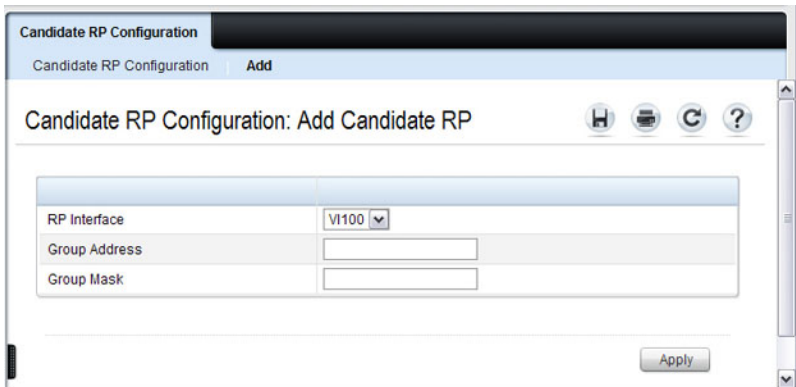 Candidate RP Configuration
Candidate RP Configuration Add
Candidate RP Configuration: Add Candidate RP
?
RP Interface VI100
Group Address
Group Mask
Apply